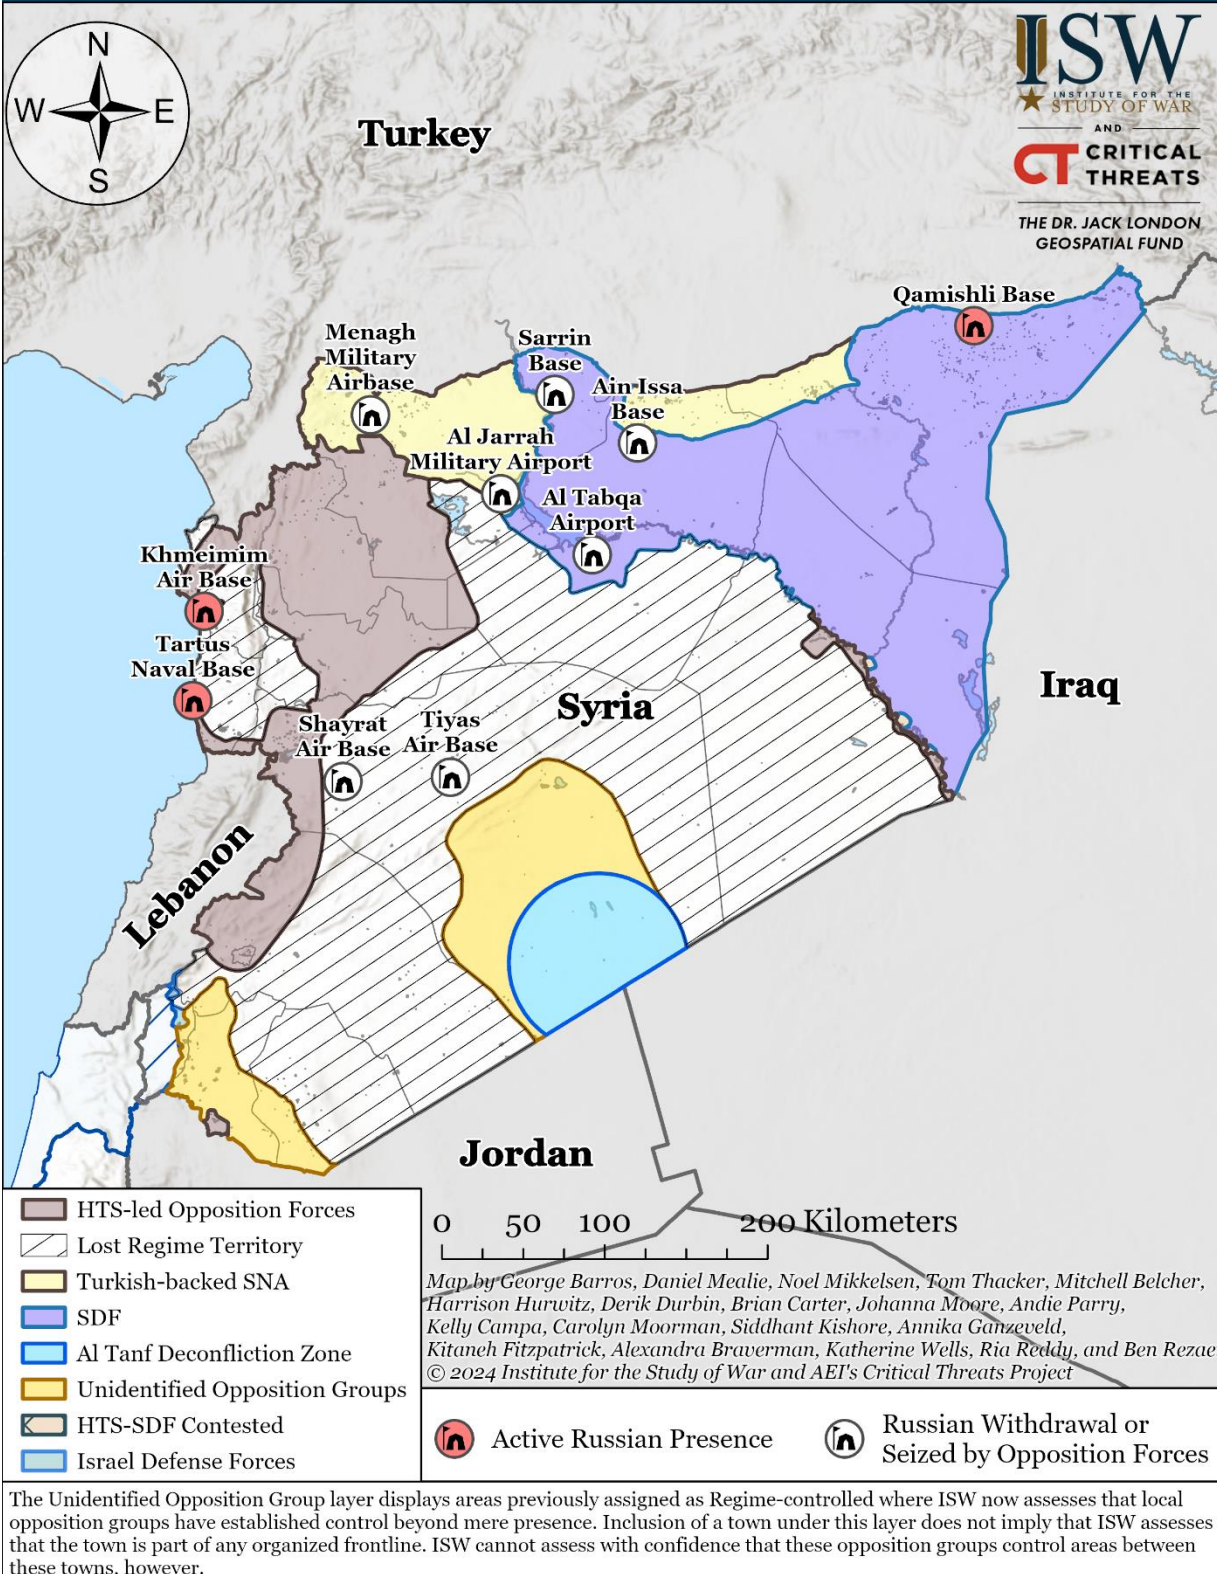 N
W
E
S
ISW
INSTITUTE FOR THE
STUDY OF WAR
AND
CT CRITICAL
THREATS
THE DR. JACK LONDON
GEOSPATIAL FUND
Turkey
Qamishli Base
Menagh
Military
Airbase
Sarrin
Base
Ain Issa
Base
Al Jarrah
Military Airport
Al Tabqa
Airport
Khmeimim
Air Base
Tartus
Naval Base
Iraq
Syria
Shayrat
Air Base
Tiyas
Air Base
Lebanon
Jordan
HTS-led Opposition Forces
Lost Regime Territory
Turkish-backed SNA
SDF
Al Tanf Deconfliction Zone
Unidentified Opposition Groups
HTS-SDF Contested
Israel Defense Forces
0 50 100 200 Kilometers
Map by George Barros, Daniel Mealie, Noel Mikkelsen, Tom Thacker, Mitchell Belcher,
Harrison Hurwitz, Derik Durbin, Brian Carter, Johanna Moore, Andie Parry,
Kelly Campa, Carolyn Moorman, Siddhant Kishore, Annika Ganzeveld,
Kitaneh Fitzpatrick, Alexandra Braverman, Katherine Wells, Ria Reddy, and Ben Rezae
© 2024 Institute for the Study of War and AEI's Critical Threats Project
Active Russian Presence
Russian Withdrawal or
Seized by Opposition Forces
The Unidentified Opposition Group layer displays areas previously assigned as Regime-controlled where ISW now assesses that local
opposition groups have established control beyond mere presence. Inclusion of a town under this layer does not imply that ISW assesses
that the town is part of any organized frontline. ISW cannot assess with confidence that these opposition groups control areas between
these towns, however.